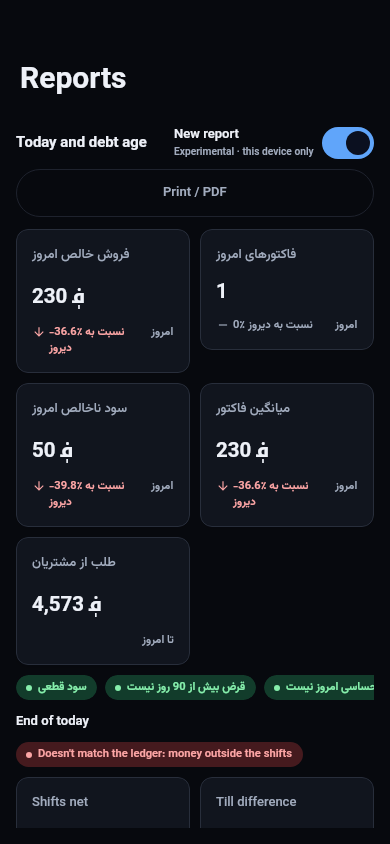 Reports
Today and debt age
New report
Experimental · this device only
Print / PDF
فروش خالص امروز
230 ؋
↓ -36.6٪ نسبت به دیروز
امروز
فاکتورهای امروز
1
— 0٪ نسبت به دیروز
امروز
سود ناخالص امروز
50 ؋
↓ -39.8٪ نسبت به دیروز
امروز
میانگین فاکتور
230 ؋
↓ -36.6٪ نسبت به دیروز
امروز
طلب از مشتریان
4,573 ؋
تا امروز
سود قطعی
قرض بیش از 90 روز نیست
حساسی امروز نیست
End of today
Doesn't match the ledger: money outside the shifts
Shifts net
Till difference